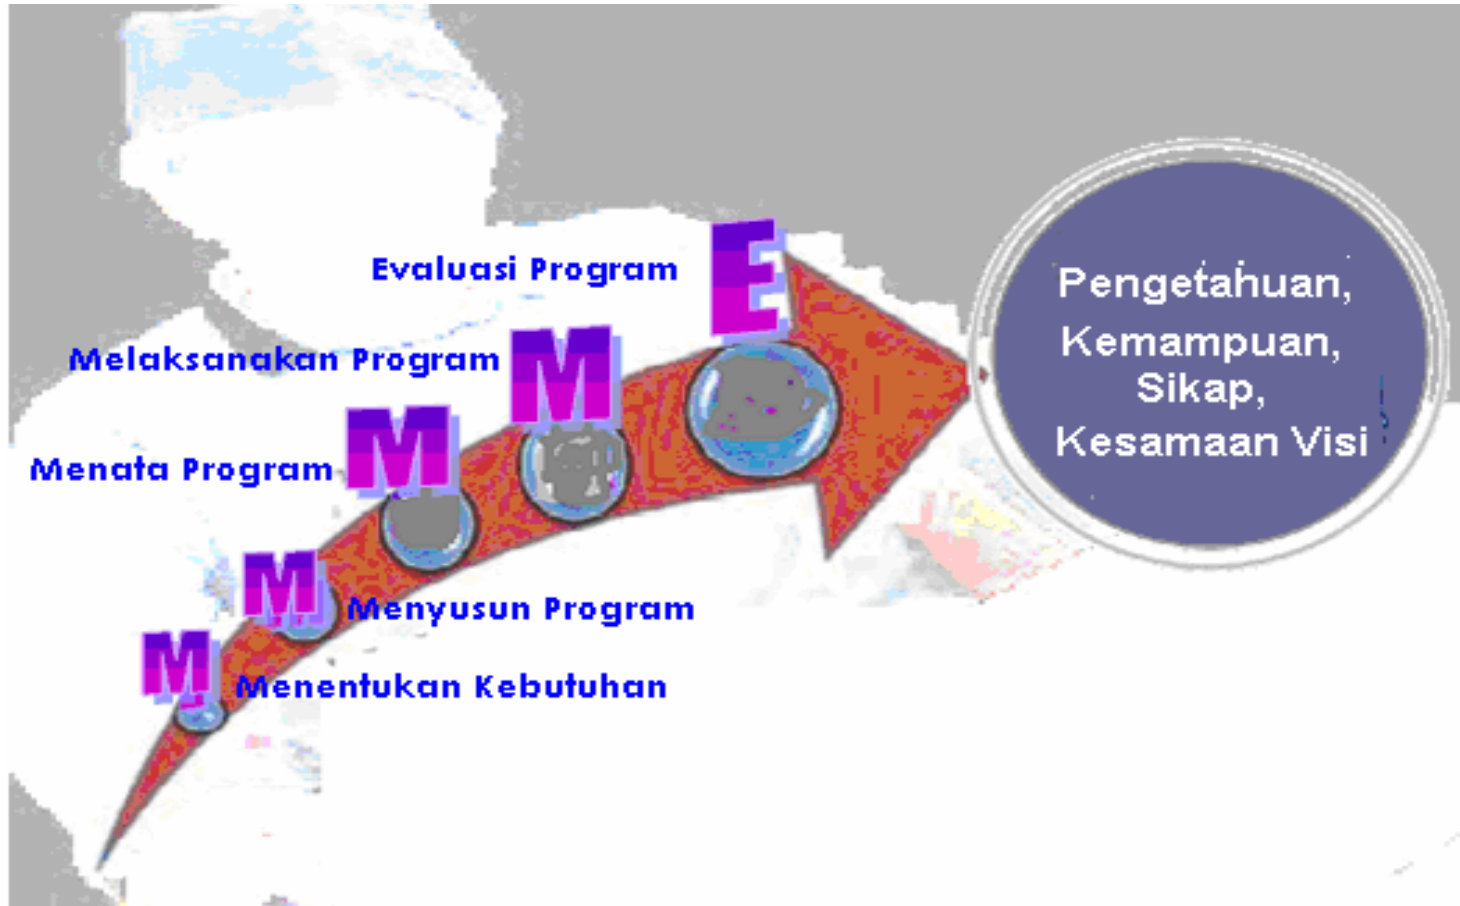 E
Evaluasi Program
M
Melaksanakan Program
M
Menata Program
M
Menyusun Program
M
Menentukan Kebutuhan
Pengetahuan,
Kemampuan,
Sikap,
Kesamaan Visi